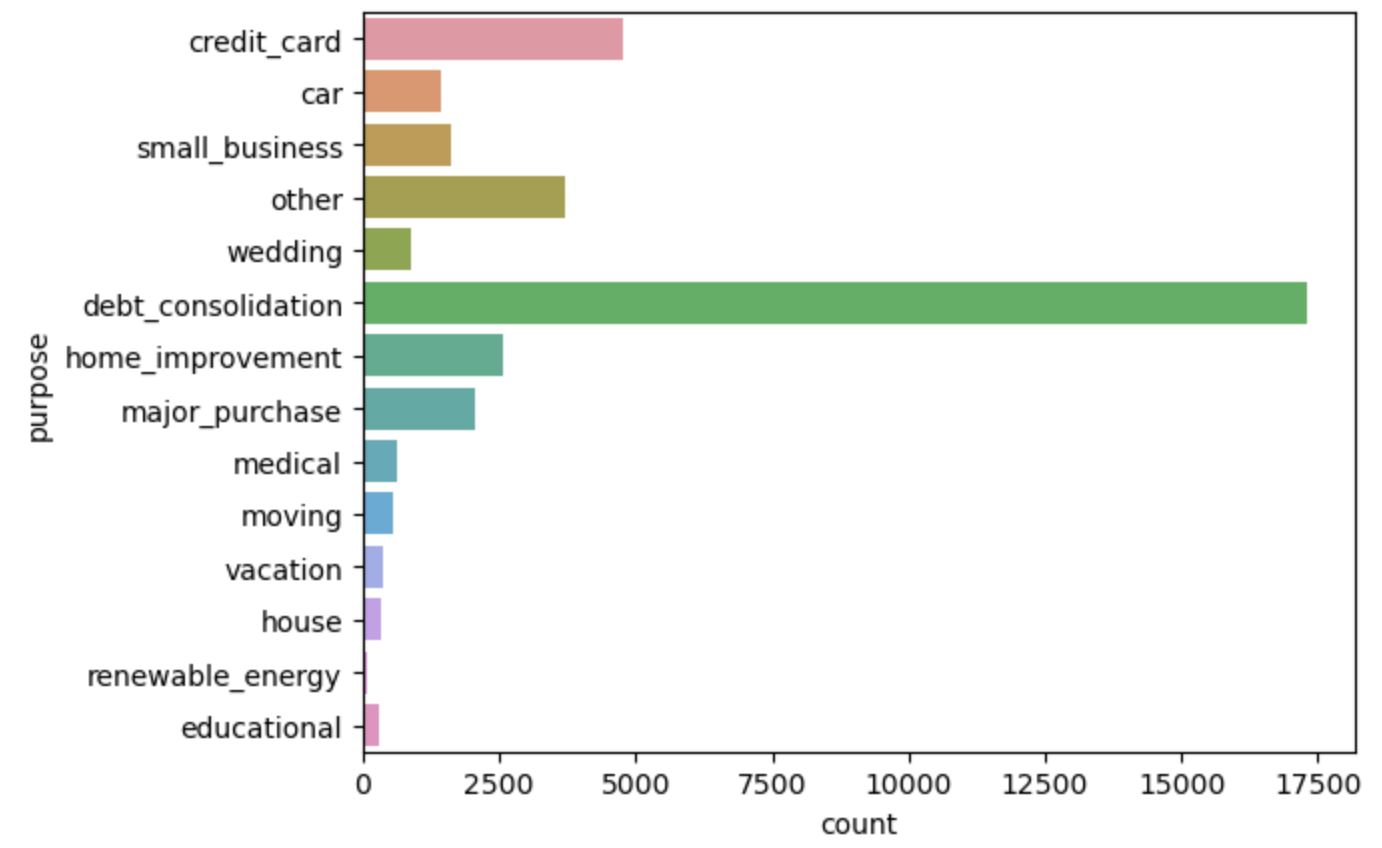 credit_card
car
small_business
other
wedding
debt_consolidation
home_improvement
major_purchase
medical
moving
vacation
house
renewable_energy
educational
purpose
0 2500 5000 7500 10000 12500 15000 17500
count